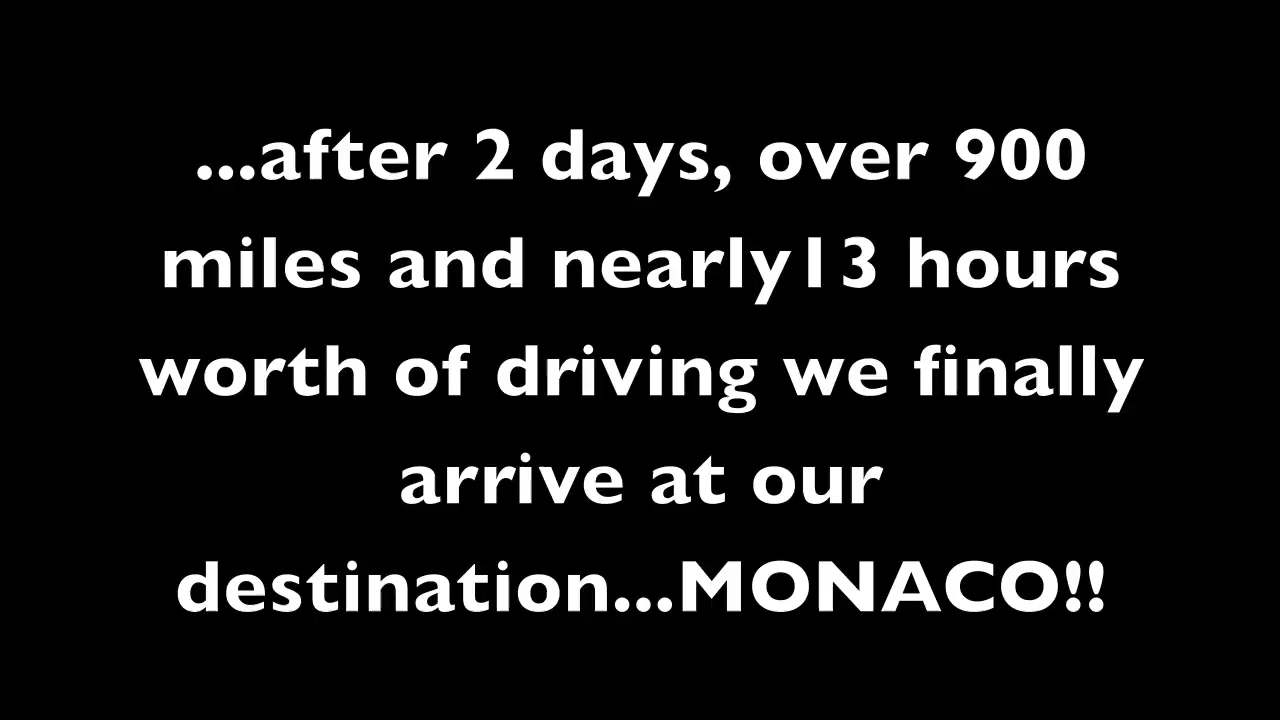 ...after 2 days, over 900
miles and nearly13 hours
worth of driving we finally
arrive at our
destination...MONACO!!